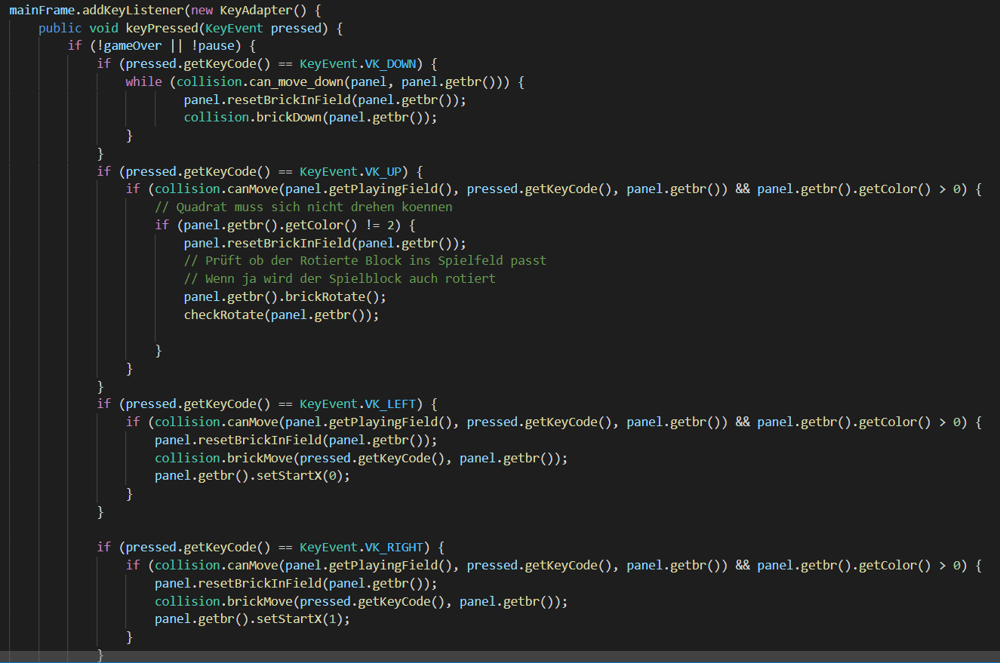 mainFrame.addKeyListener(new KeyAdapter() {
    public void keyPressed(KeyEvent pressed) {
        if (!gameOver || !pause) {
            if (pressed.getKeyCode() == KeyEvent.VK_DOWN) {
                while (collision.can_move_down(panel, panel.getbr())) {
                        panel.resetBrickInField(panel.getbr());
                        collision.brickDown(panel.getbr());
                }
            }
            if (pressed.getKeyCode() == KeyEvent.VK_UP) {
                if (collision.canMove(panel.getPlayingField(), pressed.getKeyCode(), panel.getbr()) && panel.getbr().getColor() > 0) {
                    // Quadrat muss sich nicht drehen koennen
                    if (panel.getbr().getColor() != 2) {
                        panel.resetBrickInField(panel.getbr());
                        // Prüft ob der Rotierte Block ins Spielfeld passt
                        // Wenn ja wird der Spielblock auch rotiert
                        panel.getbr().brickRotate();
                        checkRotate(panel.getbr());

                    }
                }
            }
            if (pressed.getKeyCode() == KeyEvent.VK_LEFT) {
                if (collision.canMove(panel.getPlayingField(), pressed.getKeyCode(), panel.getbr()) && panel.getbr().getColor() > 0) {
                    panel.resetBrickInField(panel.getbr());
                    collision.brickMove(pressed.getKeyCode(), panel.getbr());
                    panel.getbr().setStartX(0);
                }
            }

            if (pressed.getKeyCode() == KeyEvent.VK_RIGHT) {
                if (collision.canMove(panel.getPlayingField(), pressed.getKeyCode(), panel.getbr()) && panel.getbr().getColor() > 0) {
                    panel.resetBrickInField(panel.getbr());
                    collision.brickMove(pressed.getKeyCode(), panel.getbr());
                    panel.getbr().setStartX(1);
                }
            }